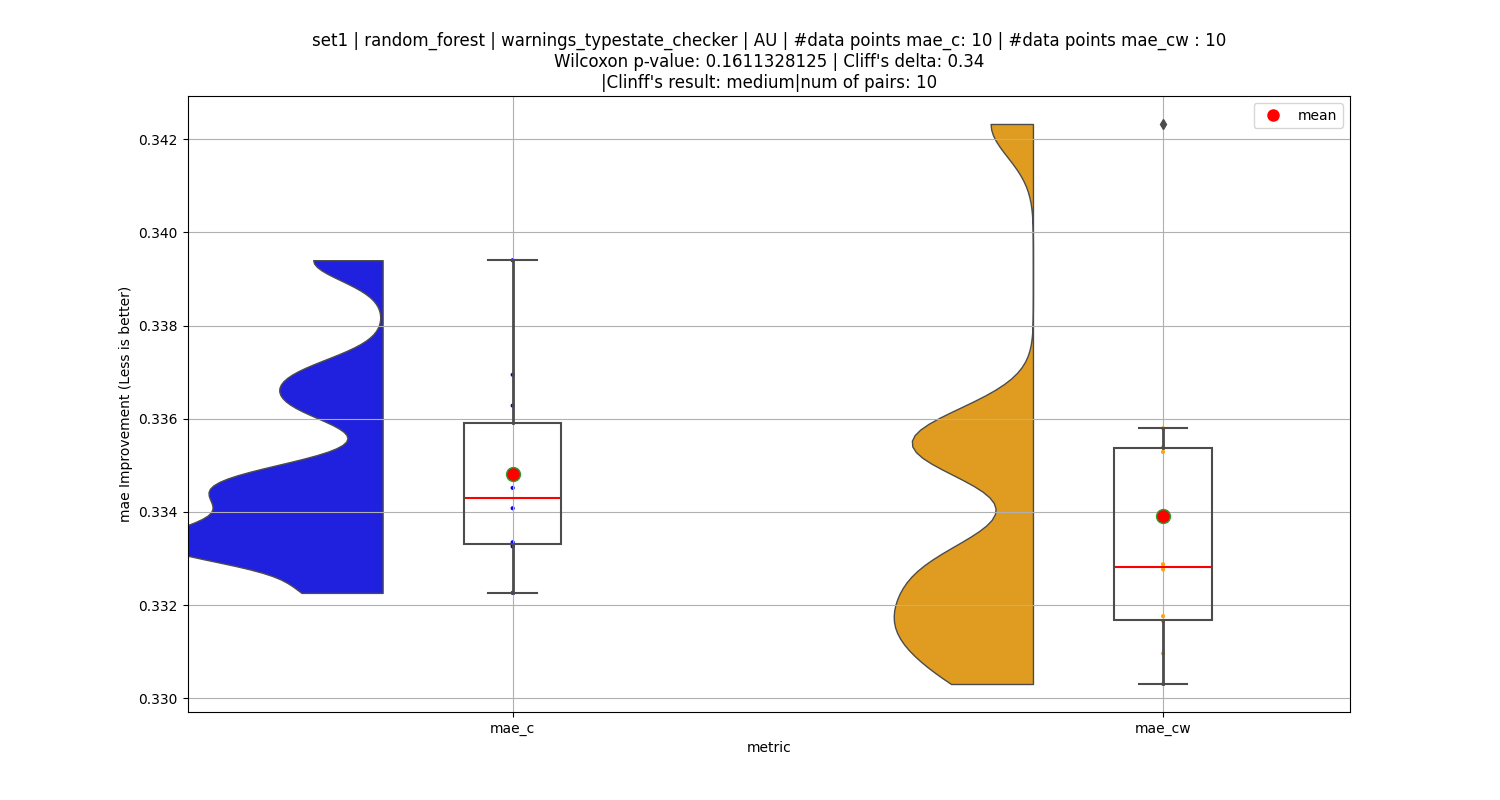 set1 | random_forest | warnings_typestate_checker | AU | #data points mae_c: 10 | #data points mae_cw : 10
Wilcoxon p-value: 0.1611328125 | Cliff's delta: 0.34
|Clinff's result: medium|num of pairs: 10
mean
0.342
0.340
0.338
0.336
0.334
0.332
0.330
mae Improvement (Less is better)
mae_c
mae_cw
metric